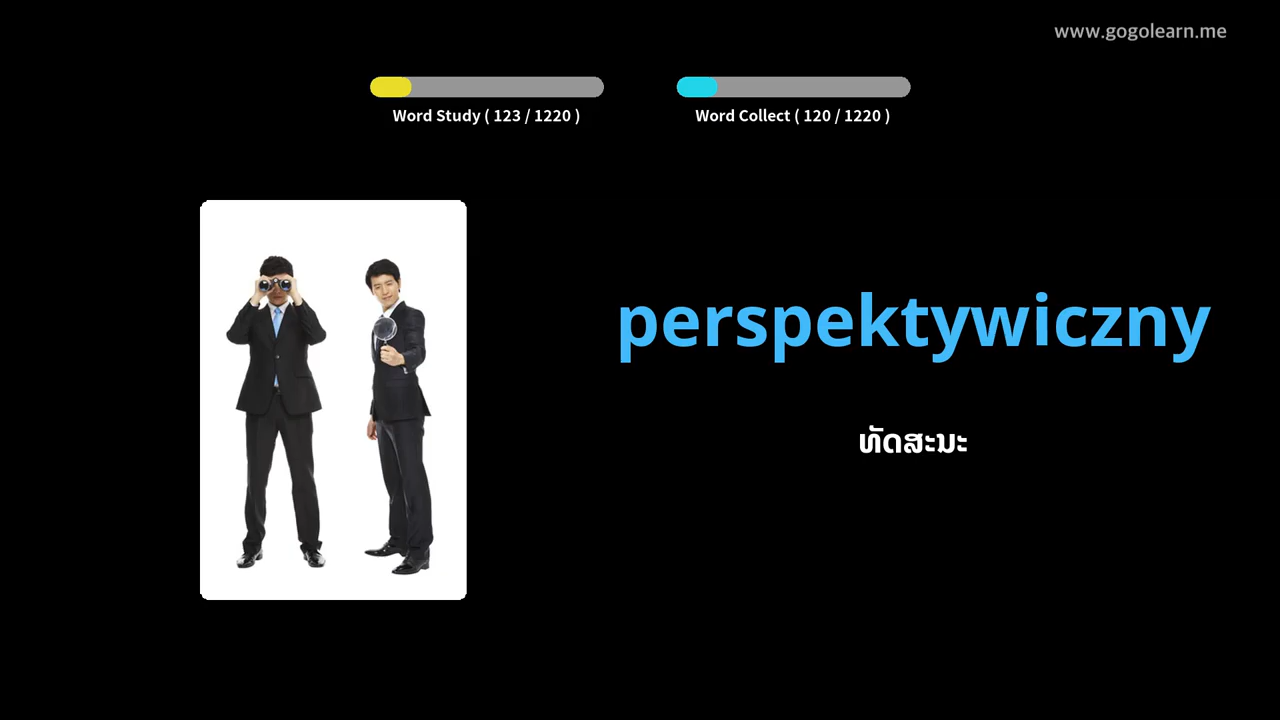 www.gogolearn.me
Word Study ( 123 / 1220 )
Word Collect ( 120 / 1220 )
perspektywiczny
ທັດສະນະ